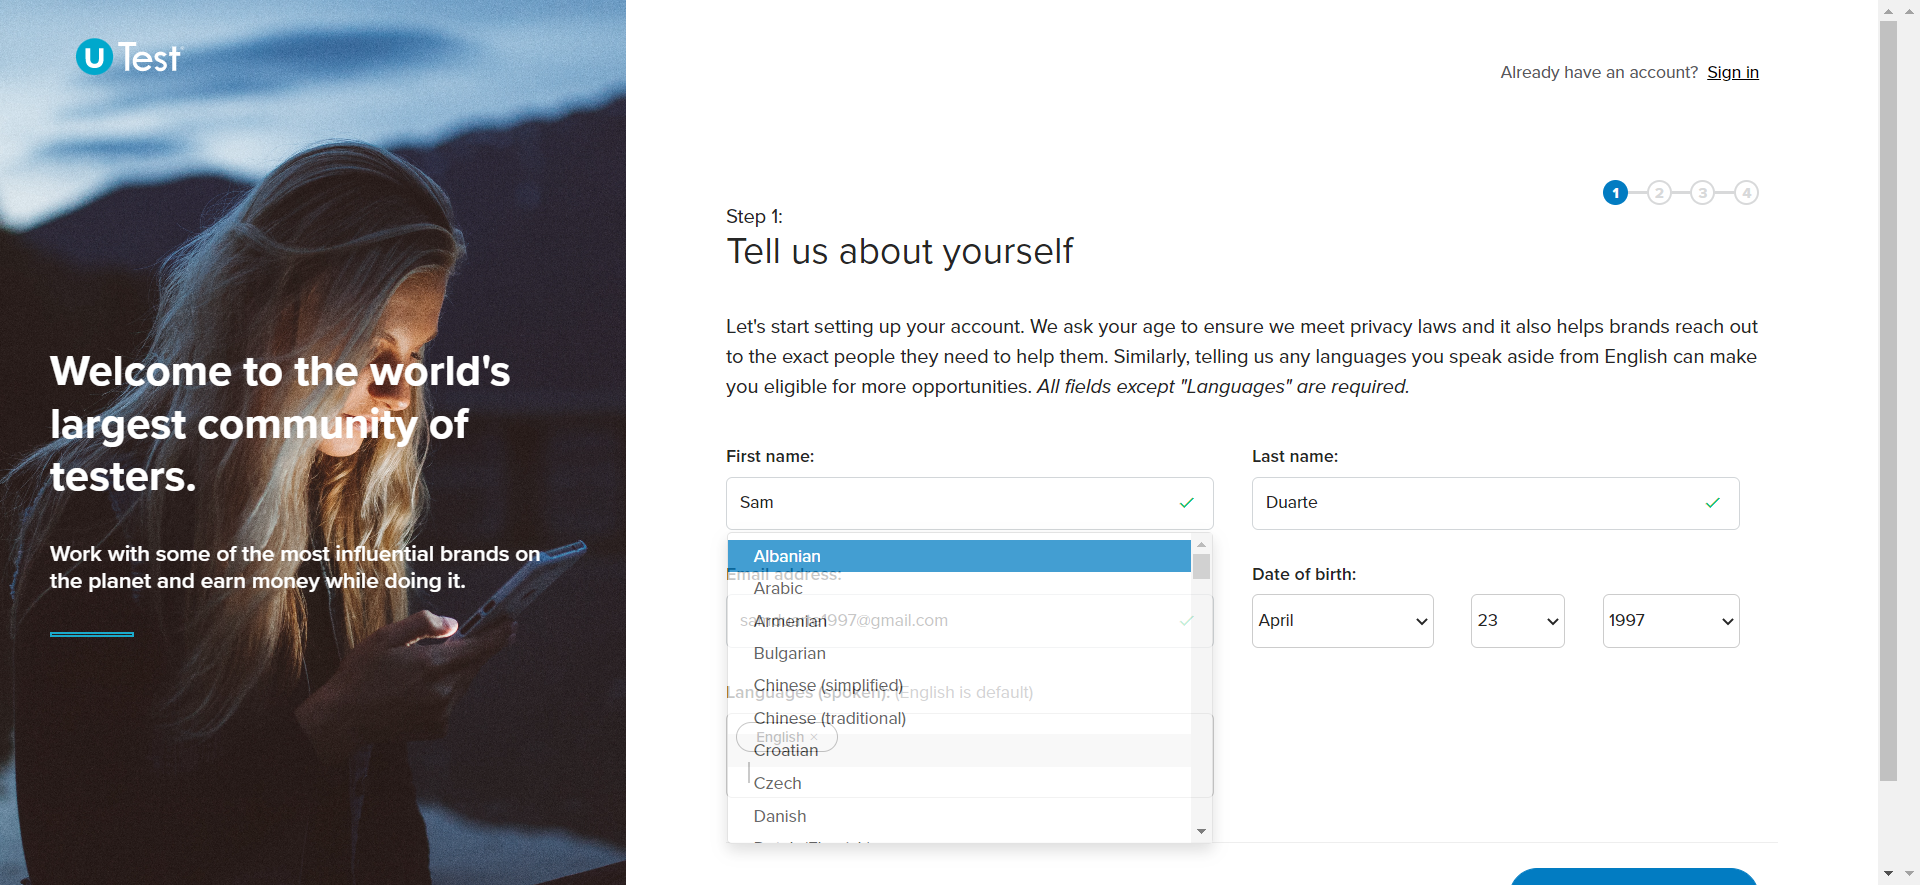 U Test
Already have an account? Sign in
1 2 3 4
Step 1:
Tell us about yourself
Let's start setting up your account. We ask your age to ensure we meet privacy laws and it also helps brands reach out
to the exact people they need to help them. Similarly, telling us any languages you speak aside from English can make
you eligible for more opportunities. All fields except "Languages" are required.
Welcome to the world's
largest community of
testers.
Work with some of the most influential brands on
the planet and earn money while doing it.
First name:
Last name:
Sam
Duarte
Albanian
Email address:
Date of birth:
Arabic
Armenian
April
23
1997
Bulgarian
Chinese (simplified)
Languages (spoken): (English is default)
Chinese (traditional)
English ×
Croatian
Czech
Danish